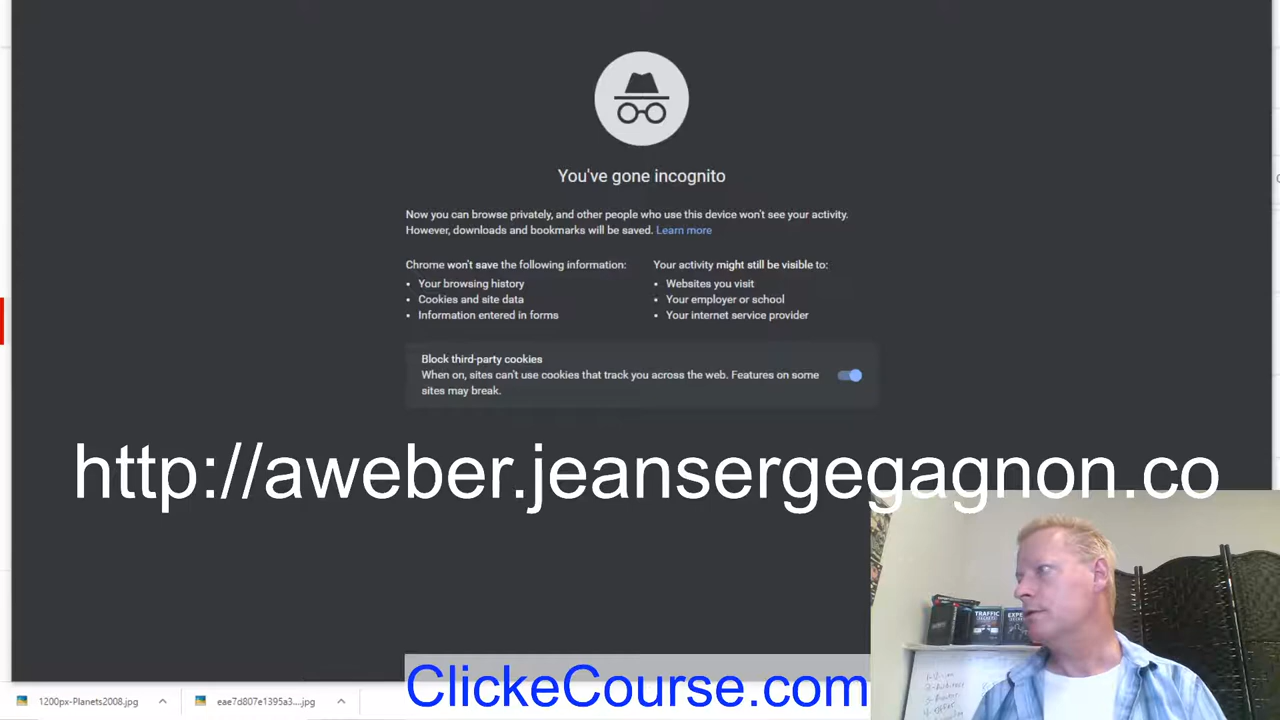 You've gone incognito
Now you can browse privately, and other people who use this device won't see your activity.
However, downloads and bookmarks will be saved. Learn more
Chrome won't save the following information:
• Your browsing history
• Cookies and site data
• Information entered in forms
Your activity might still be visible to:
• Websites you visit
• Your employer or school
• Your internet service provider
Block third-party cookies
When on, sites can't use cookies that track you across the web. Features on some
sites may break.
http://aweber.jeansergegagnon.co
TRAFFIC
ClickeCourse.com
1200px-Planets2008.jpg
eae7d807e1395a3....jpg